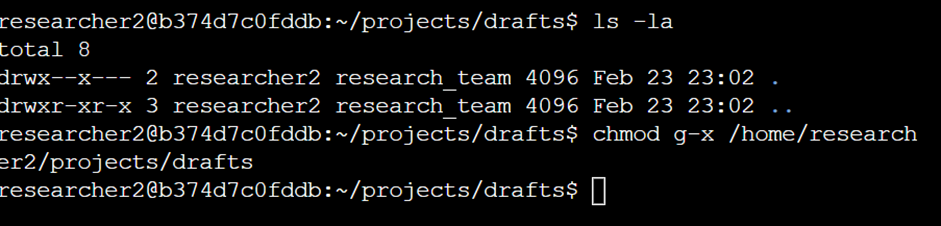 researcher2@b374d7c0fddb:~/projects/drafts$ ls -la
total 8
drwx--x--- 2 researcher2 research_team 4096 Feb 23 23:02 .
drwxr-xr-x 3 researcher2 research_team 4096 Feb 23 23:02 ..
researcher2@b374d7c0fddb:~/projects/drafts$ chmod g-x /home/research
er2/projects/drafts
researcher2@b374d7c0fddb:~/projects/drafts$